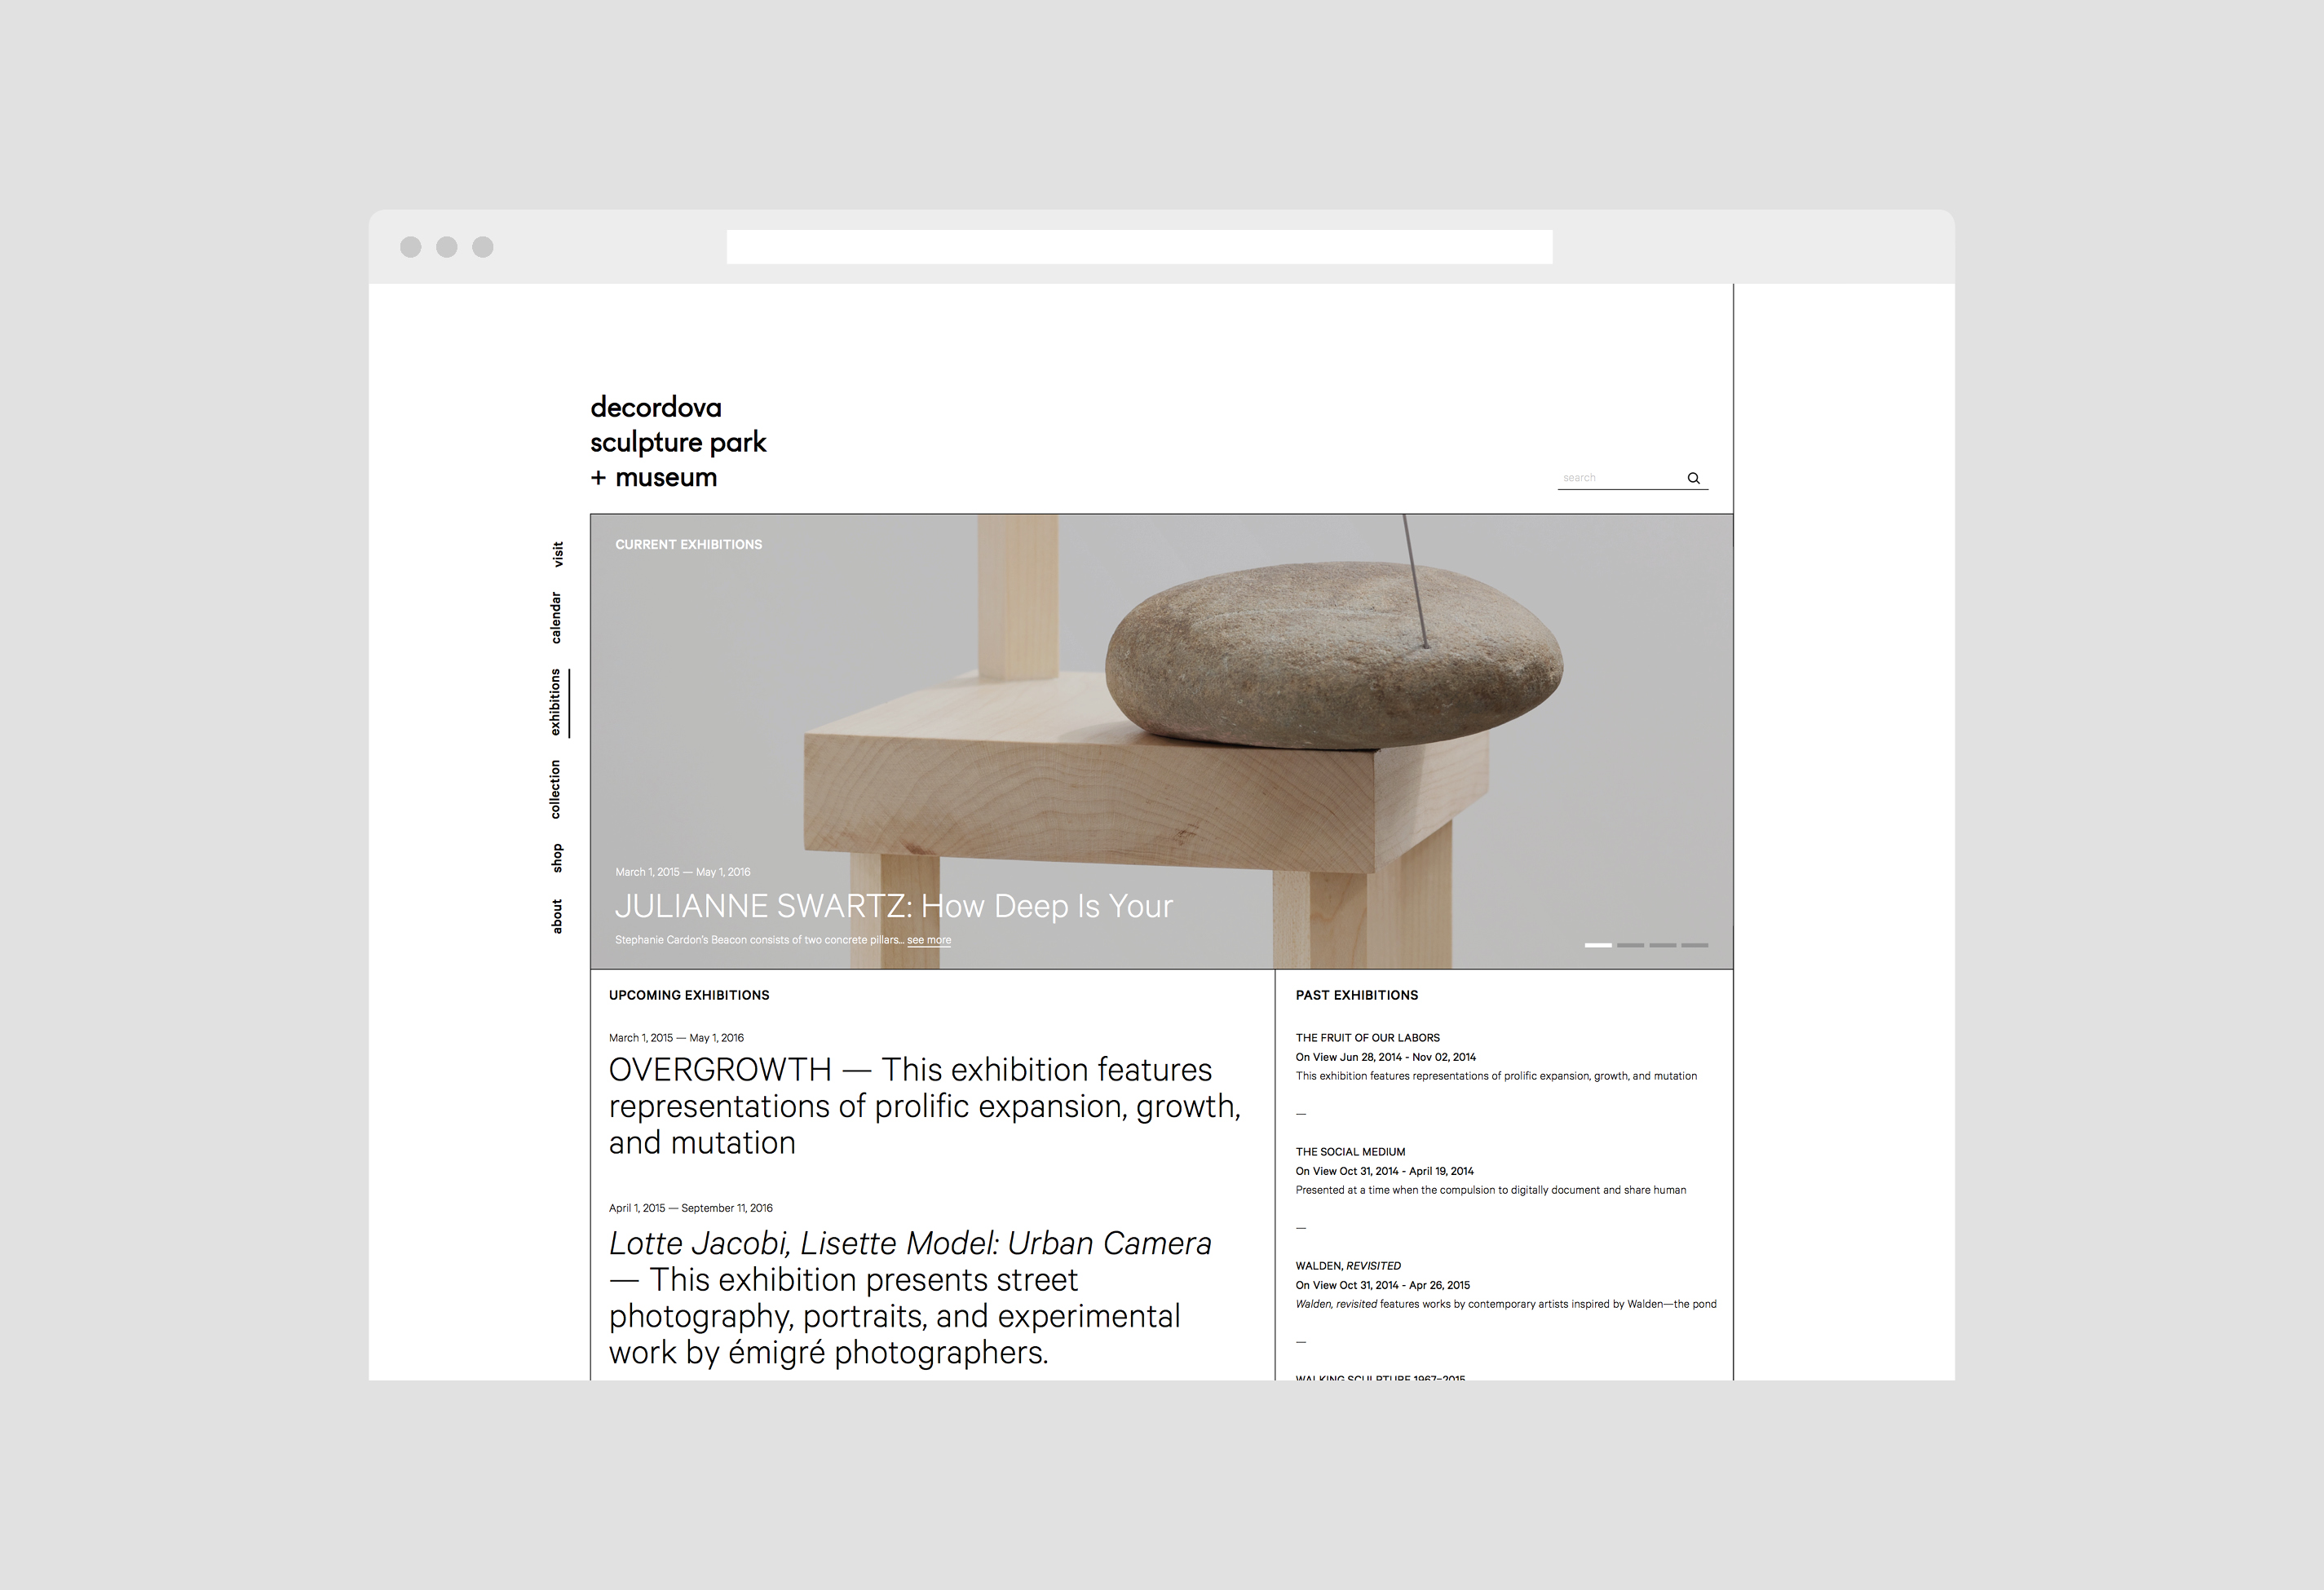 decordova
sculpture park
+ museum
search
visit
calendar
exhibitions
collection
shop
about
CURRENT EXHIBITIONS
March 1, 2015 — May 1, 2016
JULIANNE SWARTZ: How Deep Is Your
Stephanie Cardon's Beacon consists of two concrete pillars... see more
UPCOMING EXHIBITIONS
March 1, 2015 — May 1, 2016
OVERGROWTH — This exhibition features
representations of prolific expansion, growth,
and mutation
April 1, 2015 — September 11, 2016
Lotte Jacobi, Lisette Model: Urban Camera
— This exhibition presents street
photography, portraits, and experimental
work by émigré photographers.
PAST EXHIBITIONS
THE FRUIT OF OUR LABORS
On View Jun 28, 2014 - Nov 02, 2014
This exhibition features representations of prolific expansion, growth, and mutation
—
THE SOCIAL MEDIUM
On View Oct 31, 2014 - April 19, 2014
Presented at a time when the compulsion to digitally document and share human
—
WALDEN, REVISITED
On View Oct 31, 2014 - Apr 26, 2015
Walden, revisited features works by contemporary artists inspired by Walden—the pond
—
WALKING SCULPTURE 1967–2015